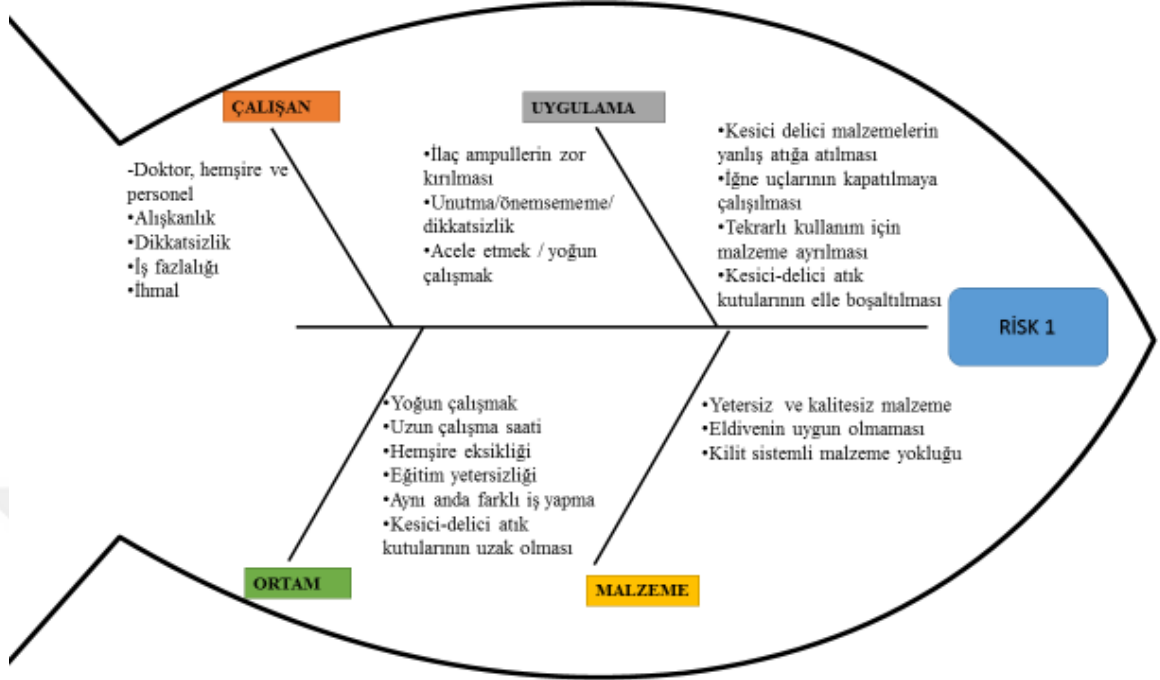 ÇALIŞAN
-Doktor, hemşire ve
personel
•Alışkanlık
•Dikkatsizlik
•İş fazlalığı
•İhmal
UYGULAMA
•İlaç ampullerin zor
kırılması
•Unutma/önemsememe/
dikkatsizlik
•Acele etmek / yoğun
çalışmak
•Kesici delici malzemelerin
yanlış atığa atılması
•İğne uçlarının kapatılmaya
çalışılması
•Tekrarlı kullanım için
malzeme ayrılması
•Kesici-delici atık
kutularının elle boşaltılması
RİSK 1
•Yoğun çalışmak
•Uzun çalışma saati
•Hemşire eksikliği
•Eğitim yetersizliği
•Aynı anda farklı iş yapma
•Kesici-delici atık
kutularının uzak olması
ORTAM
•Yetersiz ve kalitesiz malzeme
•Eldivenin uygun olmaması
•Kilit sistemli malzeme yokluğu
MALZEME